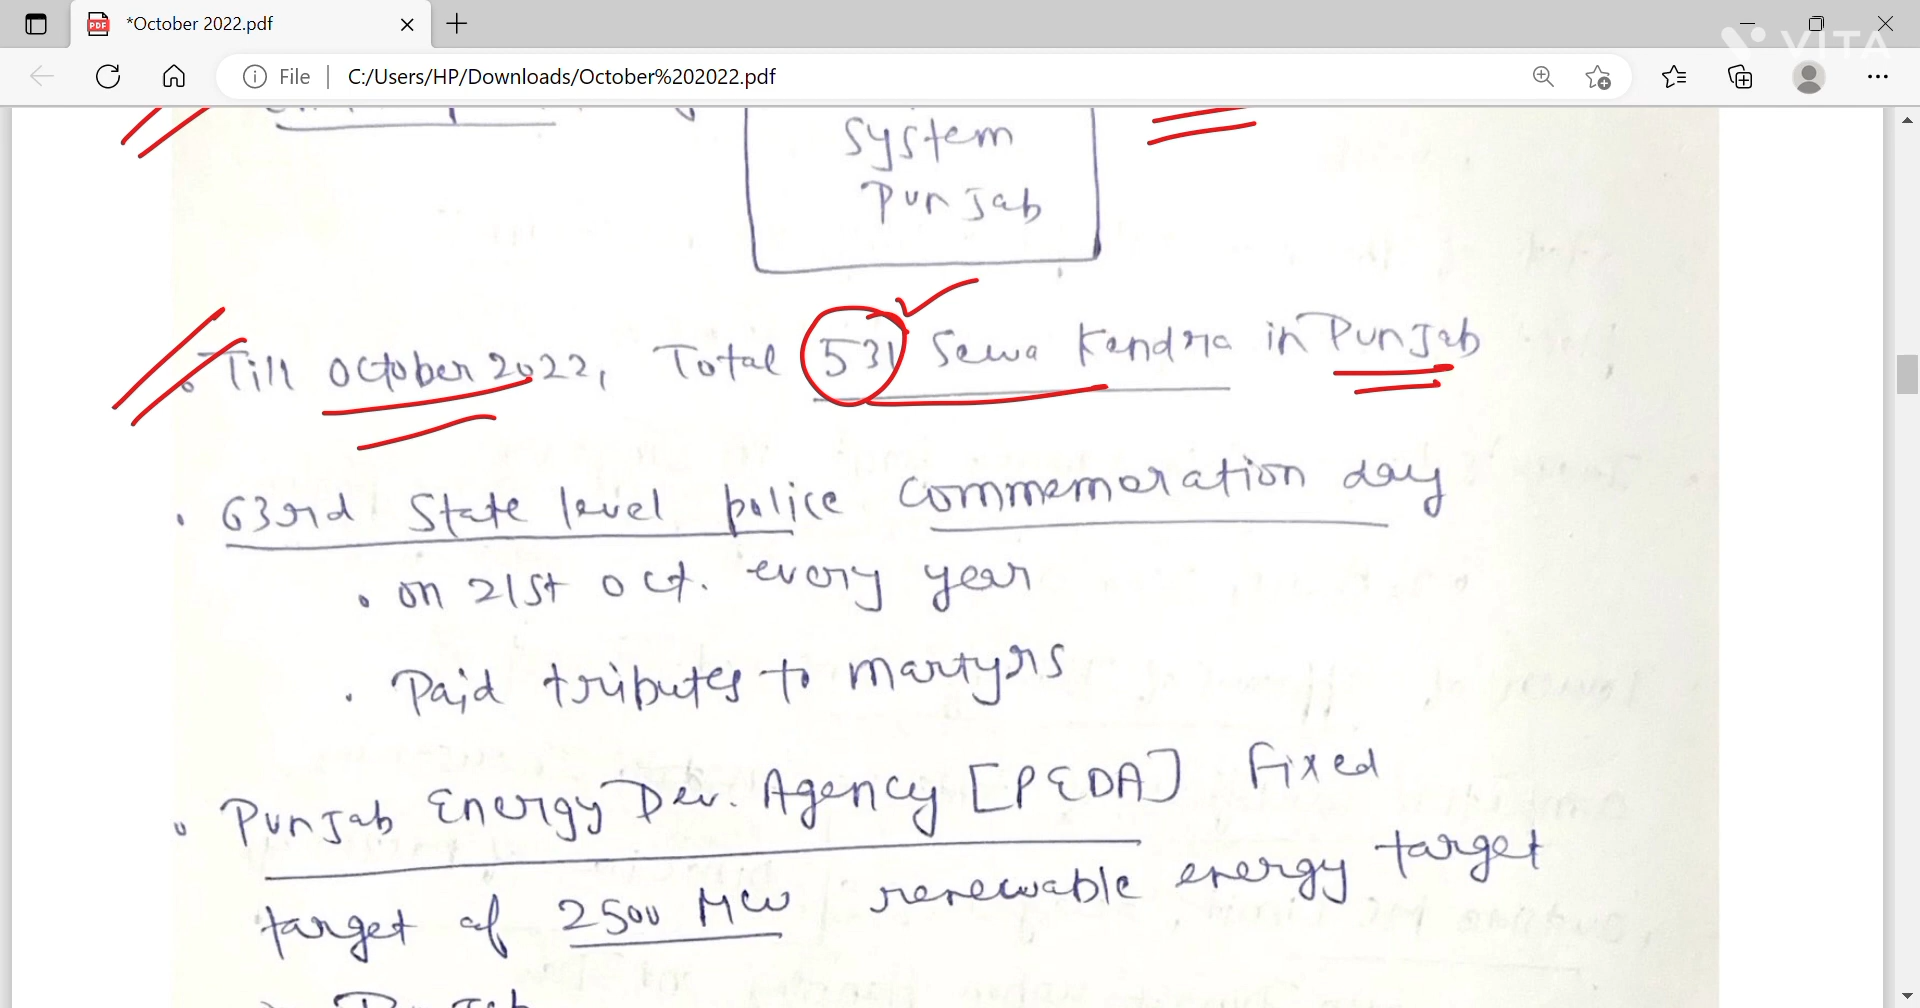 *October 2022.pdf
VITA
File
C:/Users/HP/Downloads/October%202022.pdf
System
Punjab
Till October 2022, Total 531 Sewa Kendra in Punjab
63rd State level police Commemoration day
on 21st oct. every year
Paid tributes to martyrs
Punjab Energy Dev. Agency [PEDA] Fixed
target of 2500 MW renewable energy target